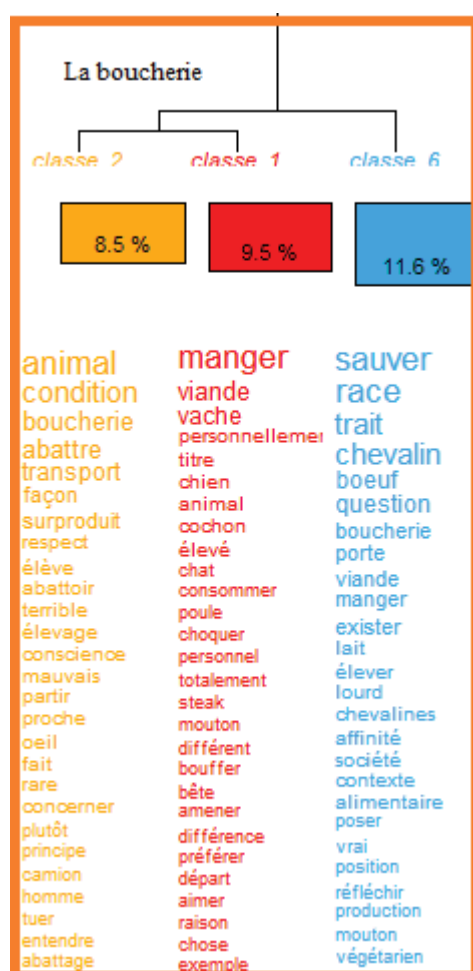 La boucherie
classe 2 classe 1 classe 6
8.5 %
9.5 %
11.6 %
animal
condition
boucherie
abattre
transport
façon
surproduit
respect
élève
abattoir
terrible
élevage
conscience
mauvais
partir
proche
oeil
fait
rare
concerner
plutôt
principe
camion
homme
tuer
entendre
abattage
manger
viande
vache
personnellemer
titre
chien
animal
cochon
élevé
chat
consommer
poule
choquer
personnel
totalement
steak
mouton
différent
bouffer
bête
amener
différence
préférer
départ
aimer
raison
chose
exemple
sauver
race
trait
chevalin
boeuf
question
boucherie
porte
viande
manger
exister
lait
élever
lourd
chevalines
affinité
société
contexte
alimentaire
poser
vrai
position
réfléchir
production
mouton
végétarien